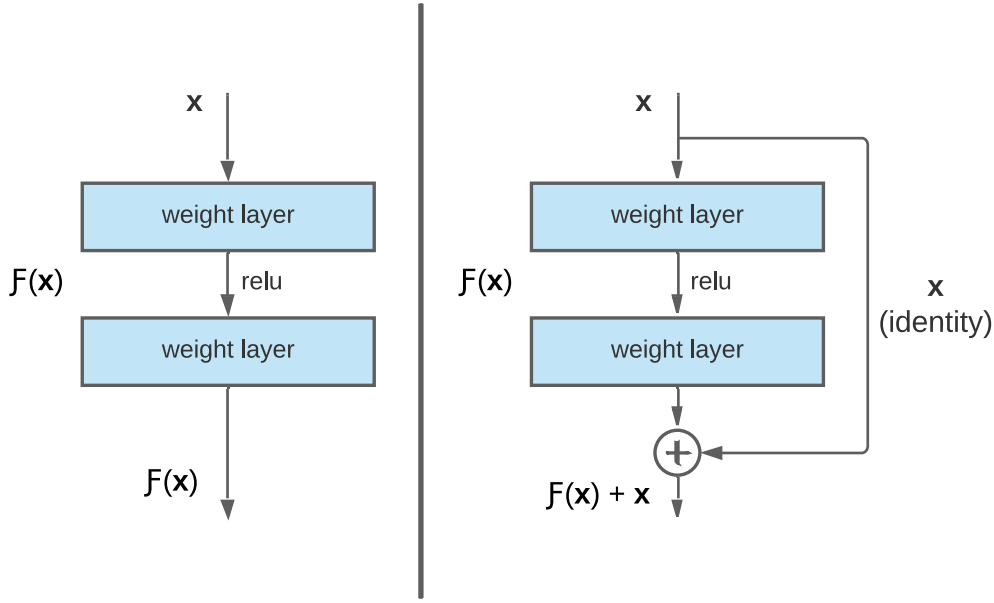 x
weight layer
Ƒ(x)
relu
weight layer
Ƒ(x)
x
weight layer
Ƒ(x)
relu
x
(identity)
weight layer
+
Ƒ(x) + x